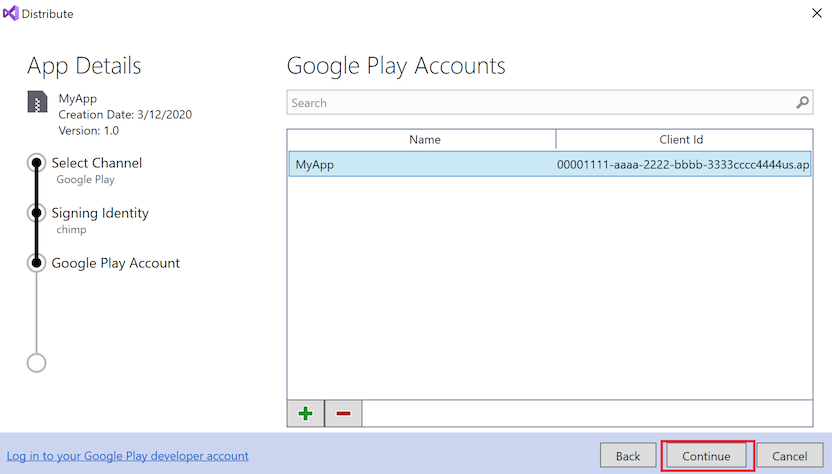 Distribute
App Details
MyApp
Creation Date: 3/12/2020
Version: 1.0
Select Channel
Google Play
Signing Identity
chimp
Google Play Account
Google Play Accounts
Search
Name Client Id
MyApp 00001111-aaaa-2222-bbbb-3333cccc4444us.ap
Log in to your Google Play developer account
Back Continue Cancel